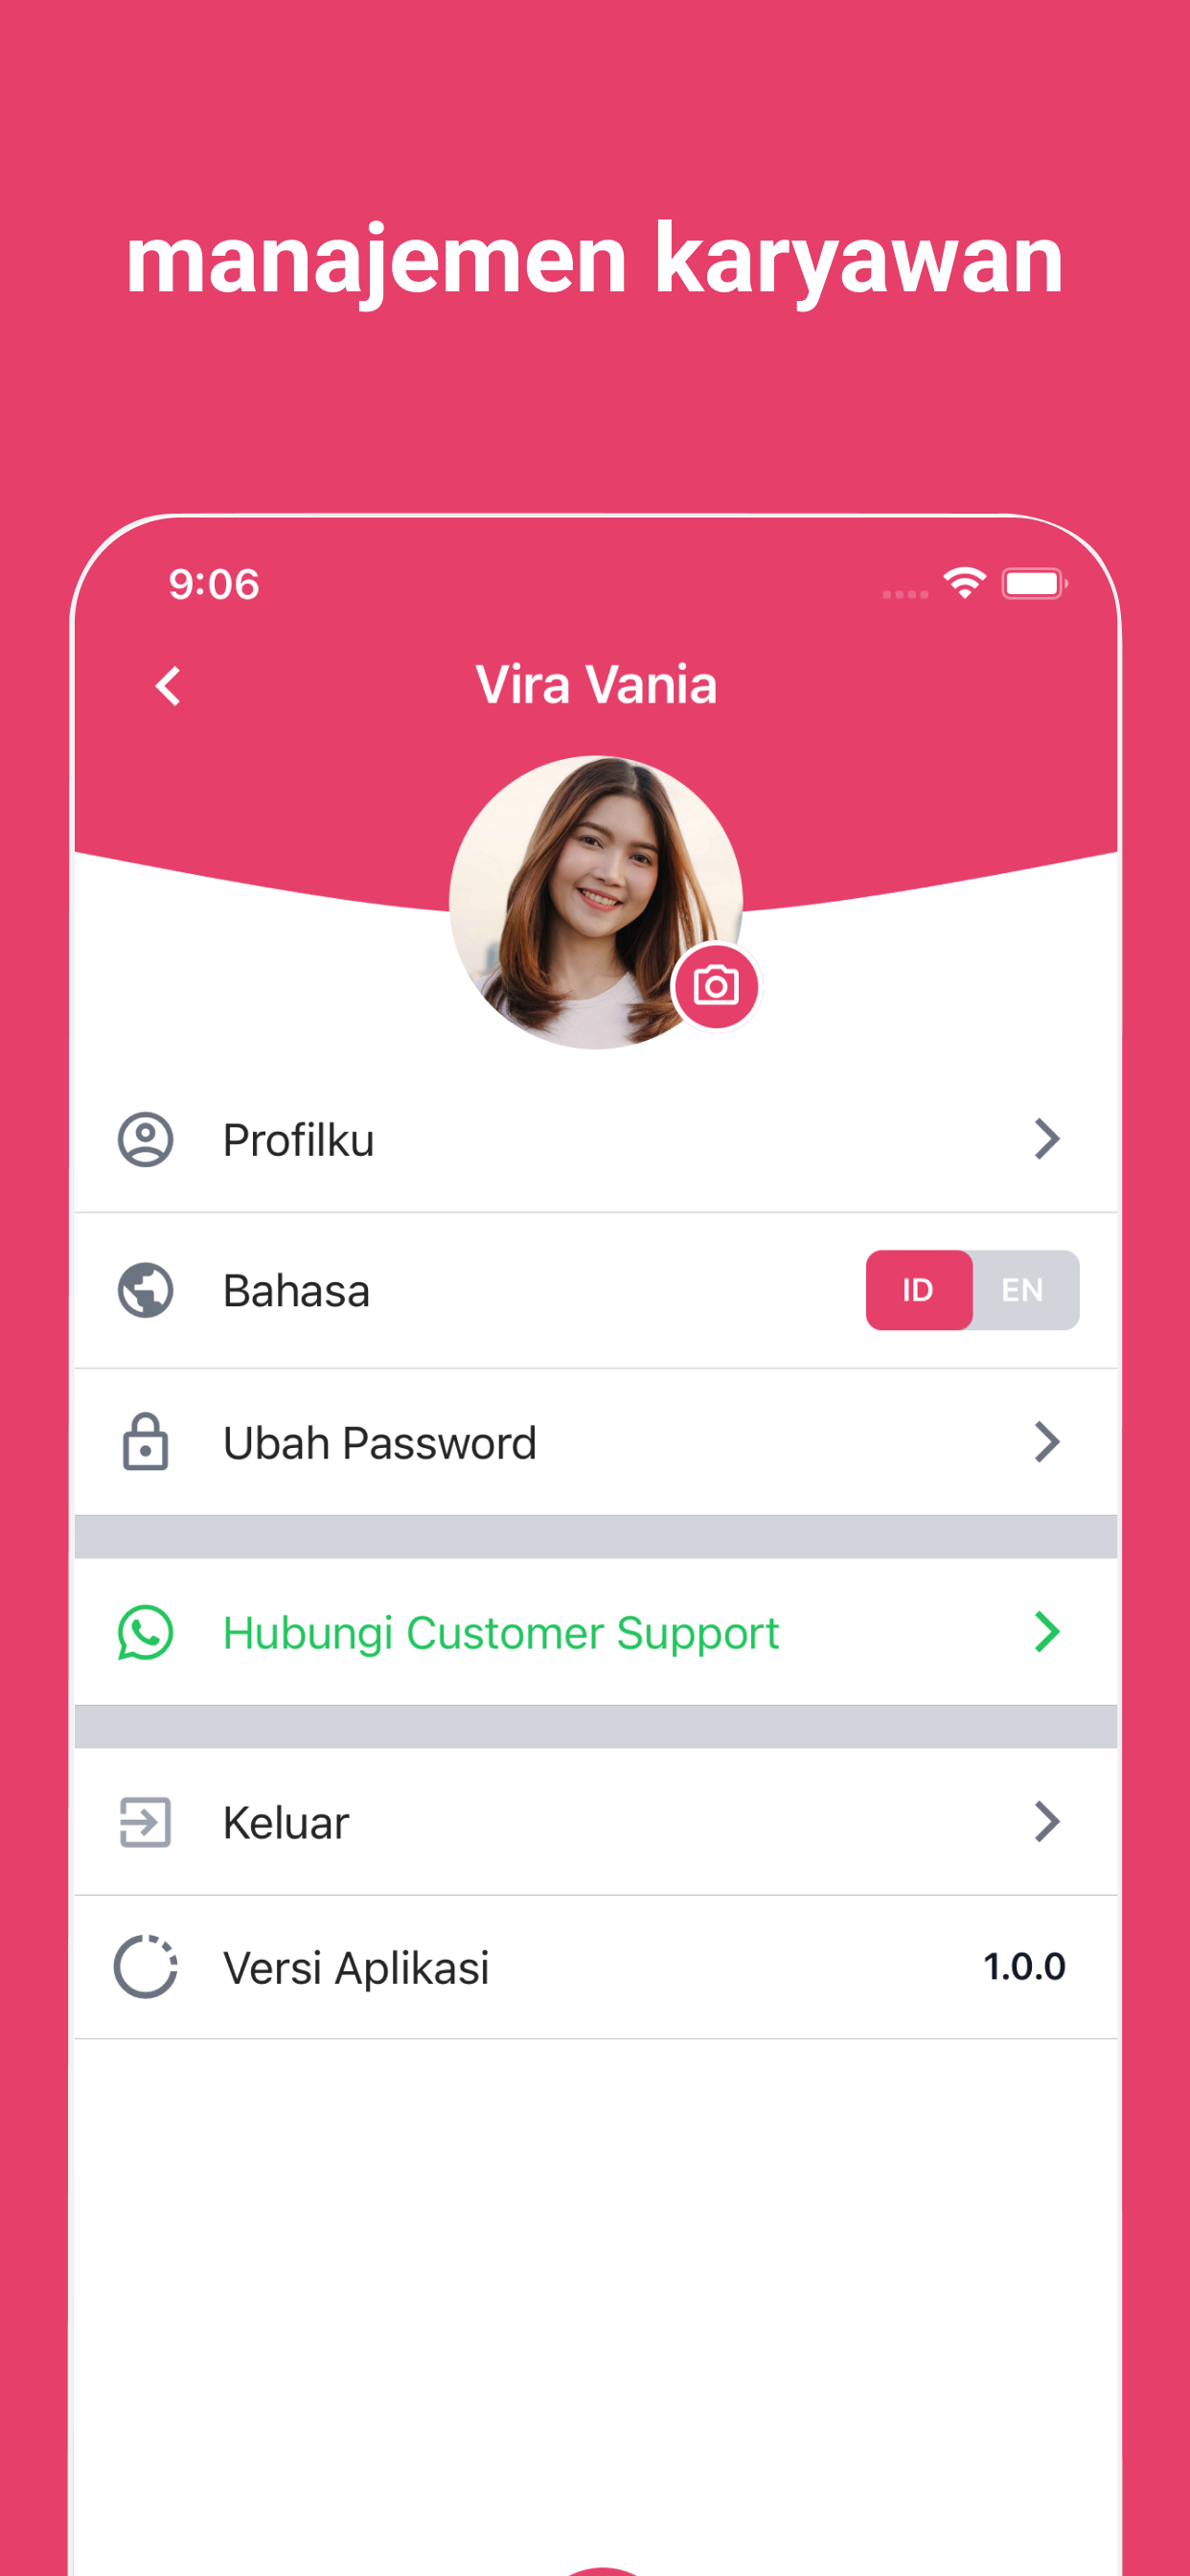 manajemen karyawan
9:06
Vira Vania
Profilku
Bahasa
ID EN
Ubah Password
Hubungi Customer Support
Keluar
Versi Aplikasi
1.0.0